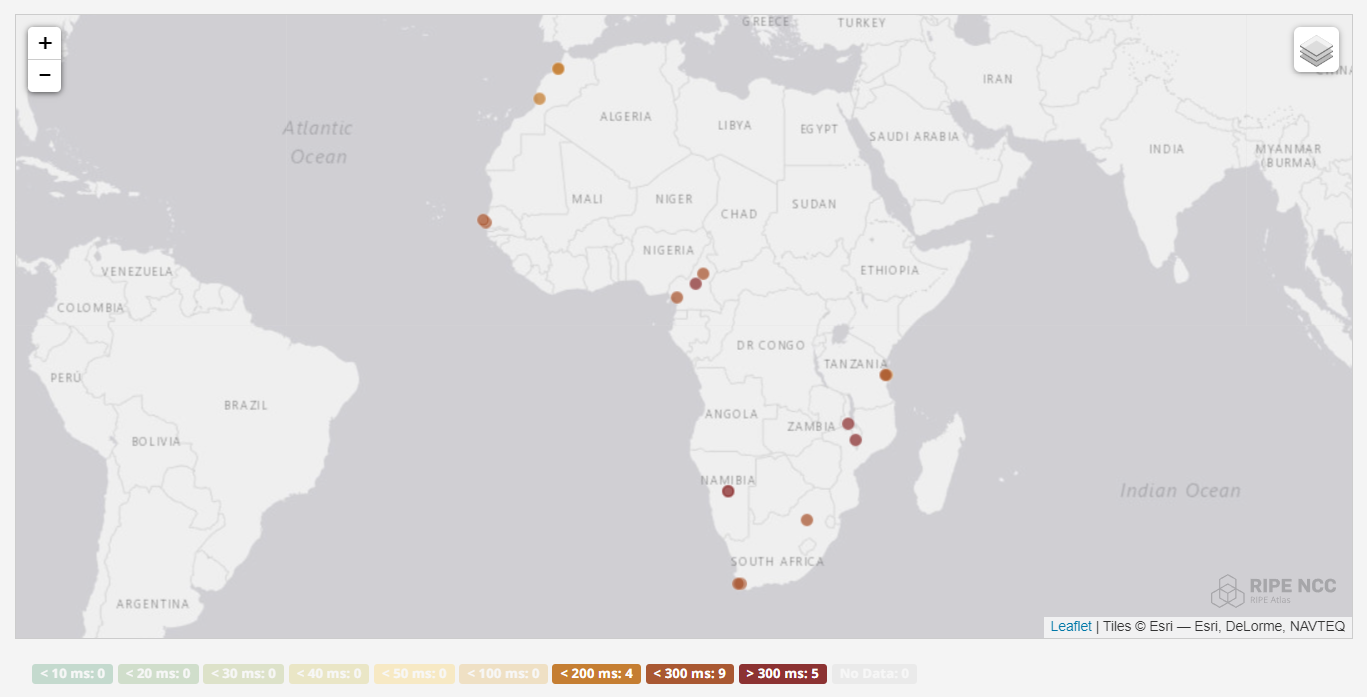 GREECE
TURKEY
+
−
IRAN
ALGERIA
LIBYA
EGYPT
Atlantic
Ocean
SAUDI ARABIA
INDIA
MYANMAR
(BURMA)
MALI
NIGER
CHAD
SUDAN
NIGERIA
ETHIOPIA
VENEZUELA
COLOMBIA
DR CONGO
TANZANIA
PERÚ
BRAZIL
ANGOLA
ZAMBIA
BOLIVIA
NAMIBIA
Indian Ocean
SOUTH AFRICA
ARGENTINA
RIPE NCC
RIPE Atlas
Leaflet | Tiles © Esri — Esri, DeLorme, NAVTEQ
< 10 ms: 0 < 20 ms: 0 < 30 ms: 0 < 40 ms: 0 < 50 ms: 0 < 100 ms: 0 < 200 ms: 4 < 300 ms: 9 > 300 ms: 5 No Data: 0